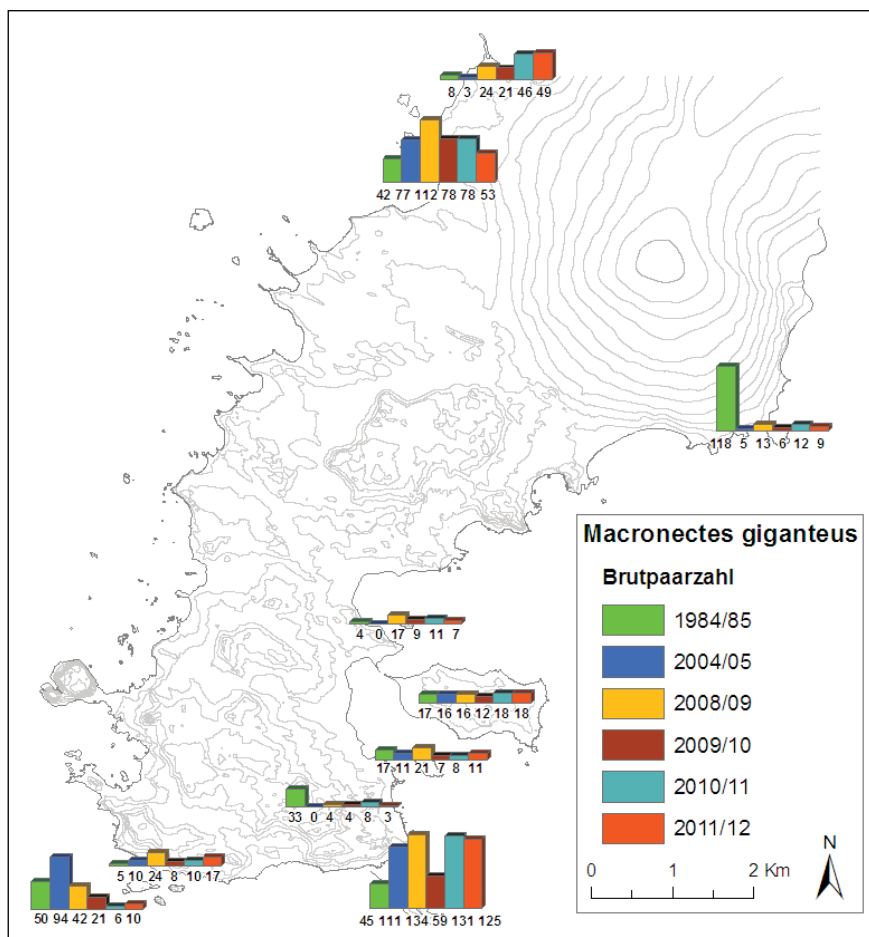 8 3 24 21 46 49
42 77 112 78 78 53
118 5 13 6 12 9
Macronectes giganteus
Brutpaarzahl
1984/85
2004/05
2008/09
2009/10
2010/11
2011/12
4 0 17 9 11 7
17 16 16 12 18 18
17 11 21 7 8 11
33 0 4 4 8 3
5 10 24 8 10 17
50 94 42 21 6 10
45 111 134 59 131 125
N
0 1 2 Km